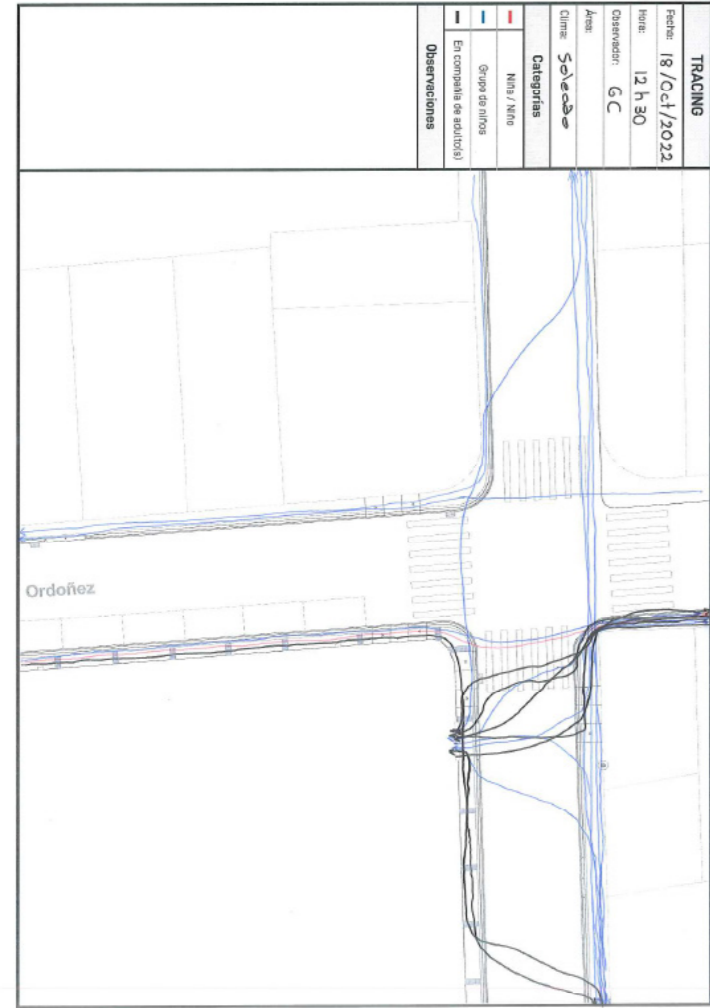 TRACING
Fecha: 18/Oct/2022
Hora: 12 h 30
Observador: GC
Área:
Clima: Soleado
Categorías
Niña / Niño
Grupo de niños
En compañía de adulto(s)
Observaciones
Ordoñez